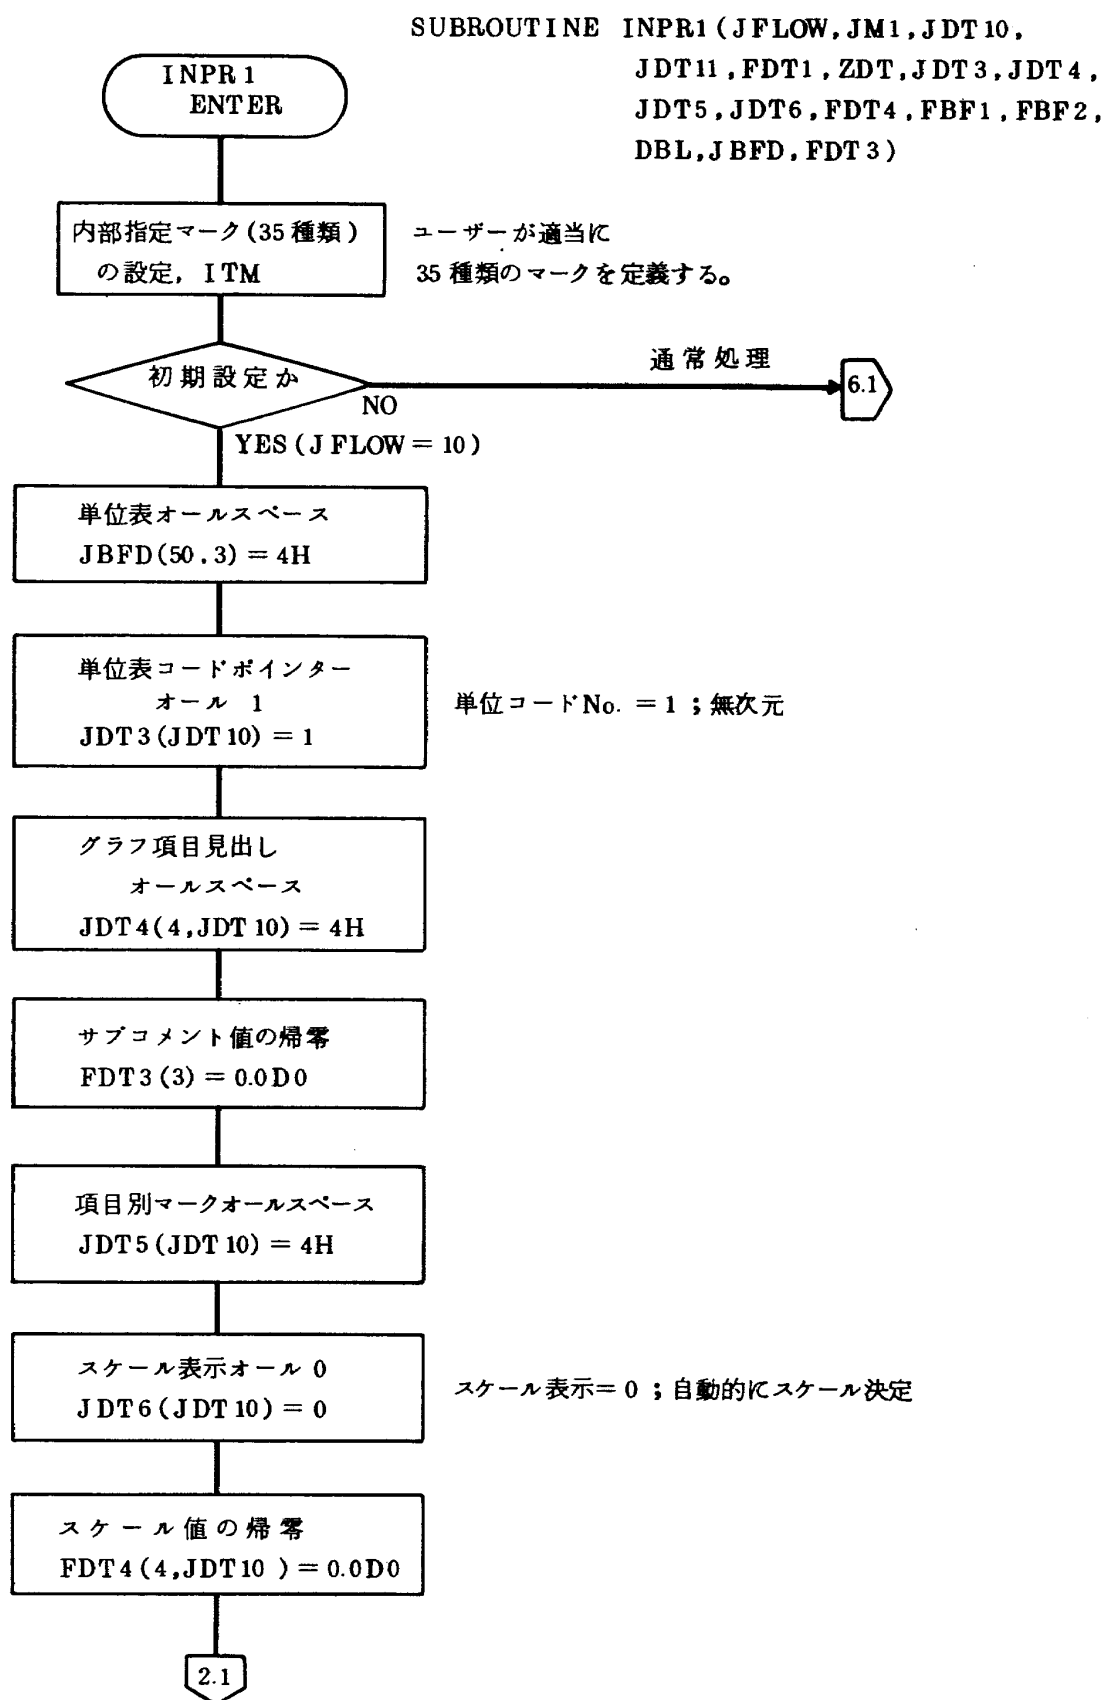 SUBROUTINE INPR1(JFLOW,JM1,JDT10,
JDT11,FDT1,ZDT,JDT3,JDT4,
JDT5,JDT6,FDT4,FBF1,FBF2,
DBL,JBFD,FDT3)
INPR1
ENTER
内部指定マーク(35種類)
の設定, ITM
ユーザーが適当に
35種類のマークを定義する。
初期設定か
NO
通常処理
6.1
YES(JFLOW=10)
単位表オールスペース
JBFD(50.3)=4H
単位表コードポインター
オール 1
JDT3(JDT10)=1
単位コードNo.=1;無次元
グラフ項目見出し
オールスペース
JDT4(4,JDT10)=4H
サブコメント値の帰零
FDT3(3)=0.0D0
項目別マークオールスペース
JDT5(JDT10)=4H
スケール表示オール 0
JDT6(JDT10)=0
スケール表示=0;自動的にスケール決定
スケール値の帰零
FDT4(4,JDT10)=0.0D0
2.1